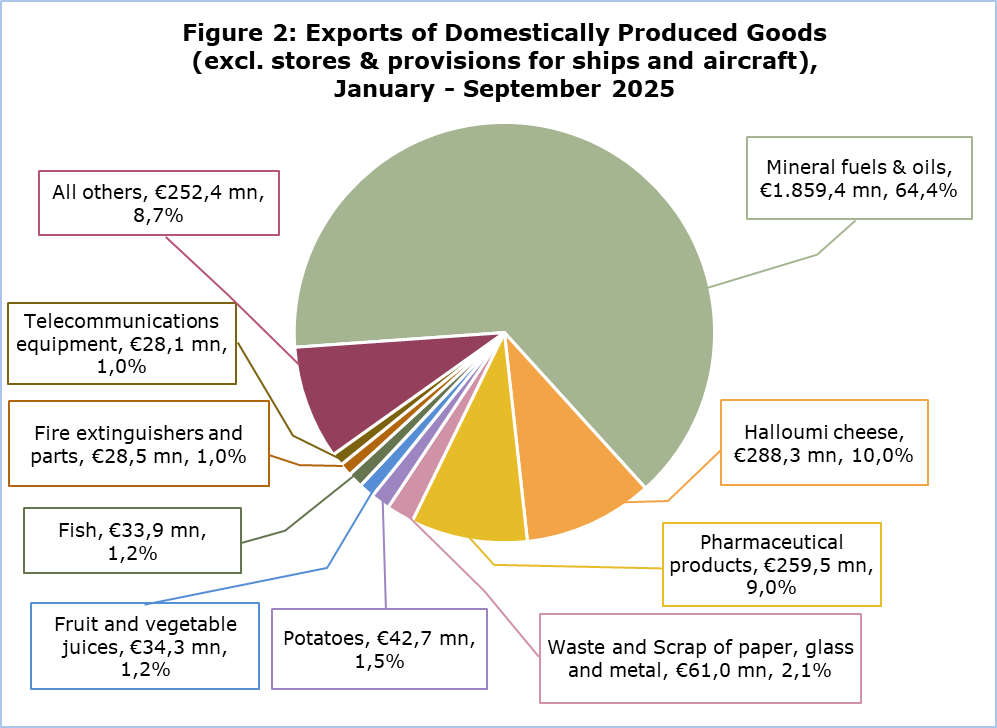 Figure 2: Exports of Domestically Produced Goods
(excl. stores & provisions for ships and aircraft),
January - September 2025
Mineral fuels & oils,
€1.859,4 mn, 64,4%
All others, €252,4 mn,
8,7%
Telecommunications
equipment, €28,1 mn,
1,0%
Fire extinguishers and
parts, €28,5 mn, 1,0%
Halloumi cheese,
€288,3 mn, 10,0%
Fish, €33,9 mn,
1,2%
Pharmaceutical
products, €259,5 mn,
9,0%
Fruit and vegetable
juices, €34,3 mn,
1,2%
Potatoes, €42,7 mn,
1,5%
Waste and Scrap of paper, glass
and metal, €61,0 mn, 2,1%